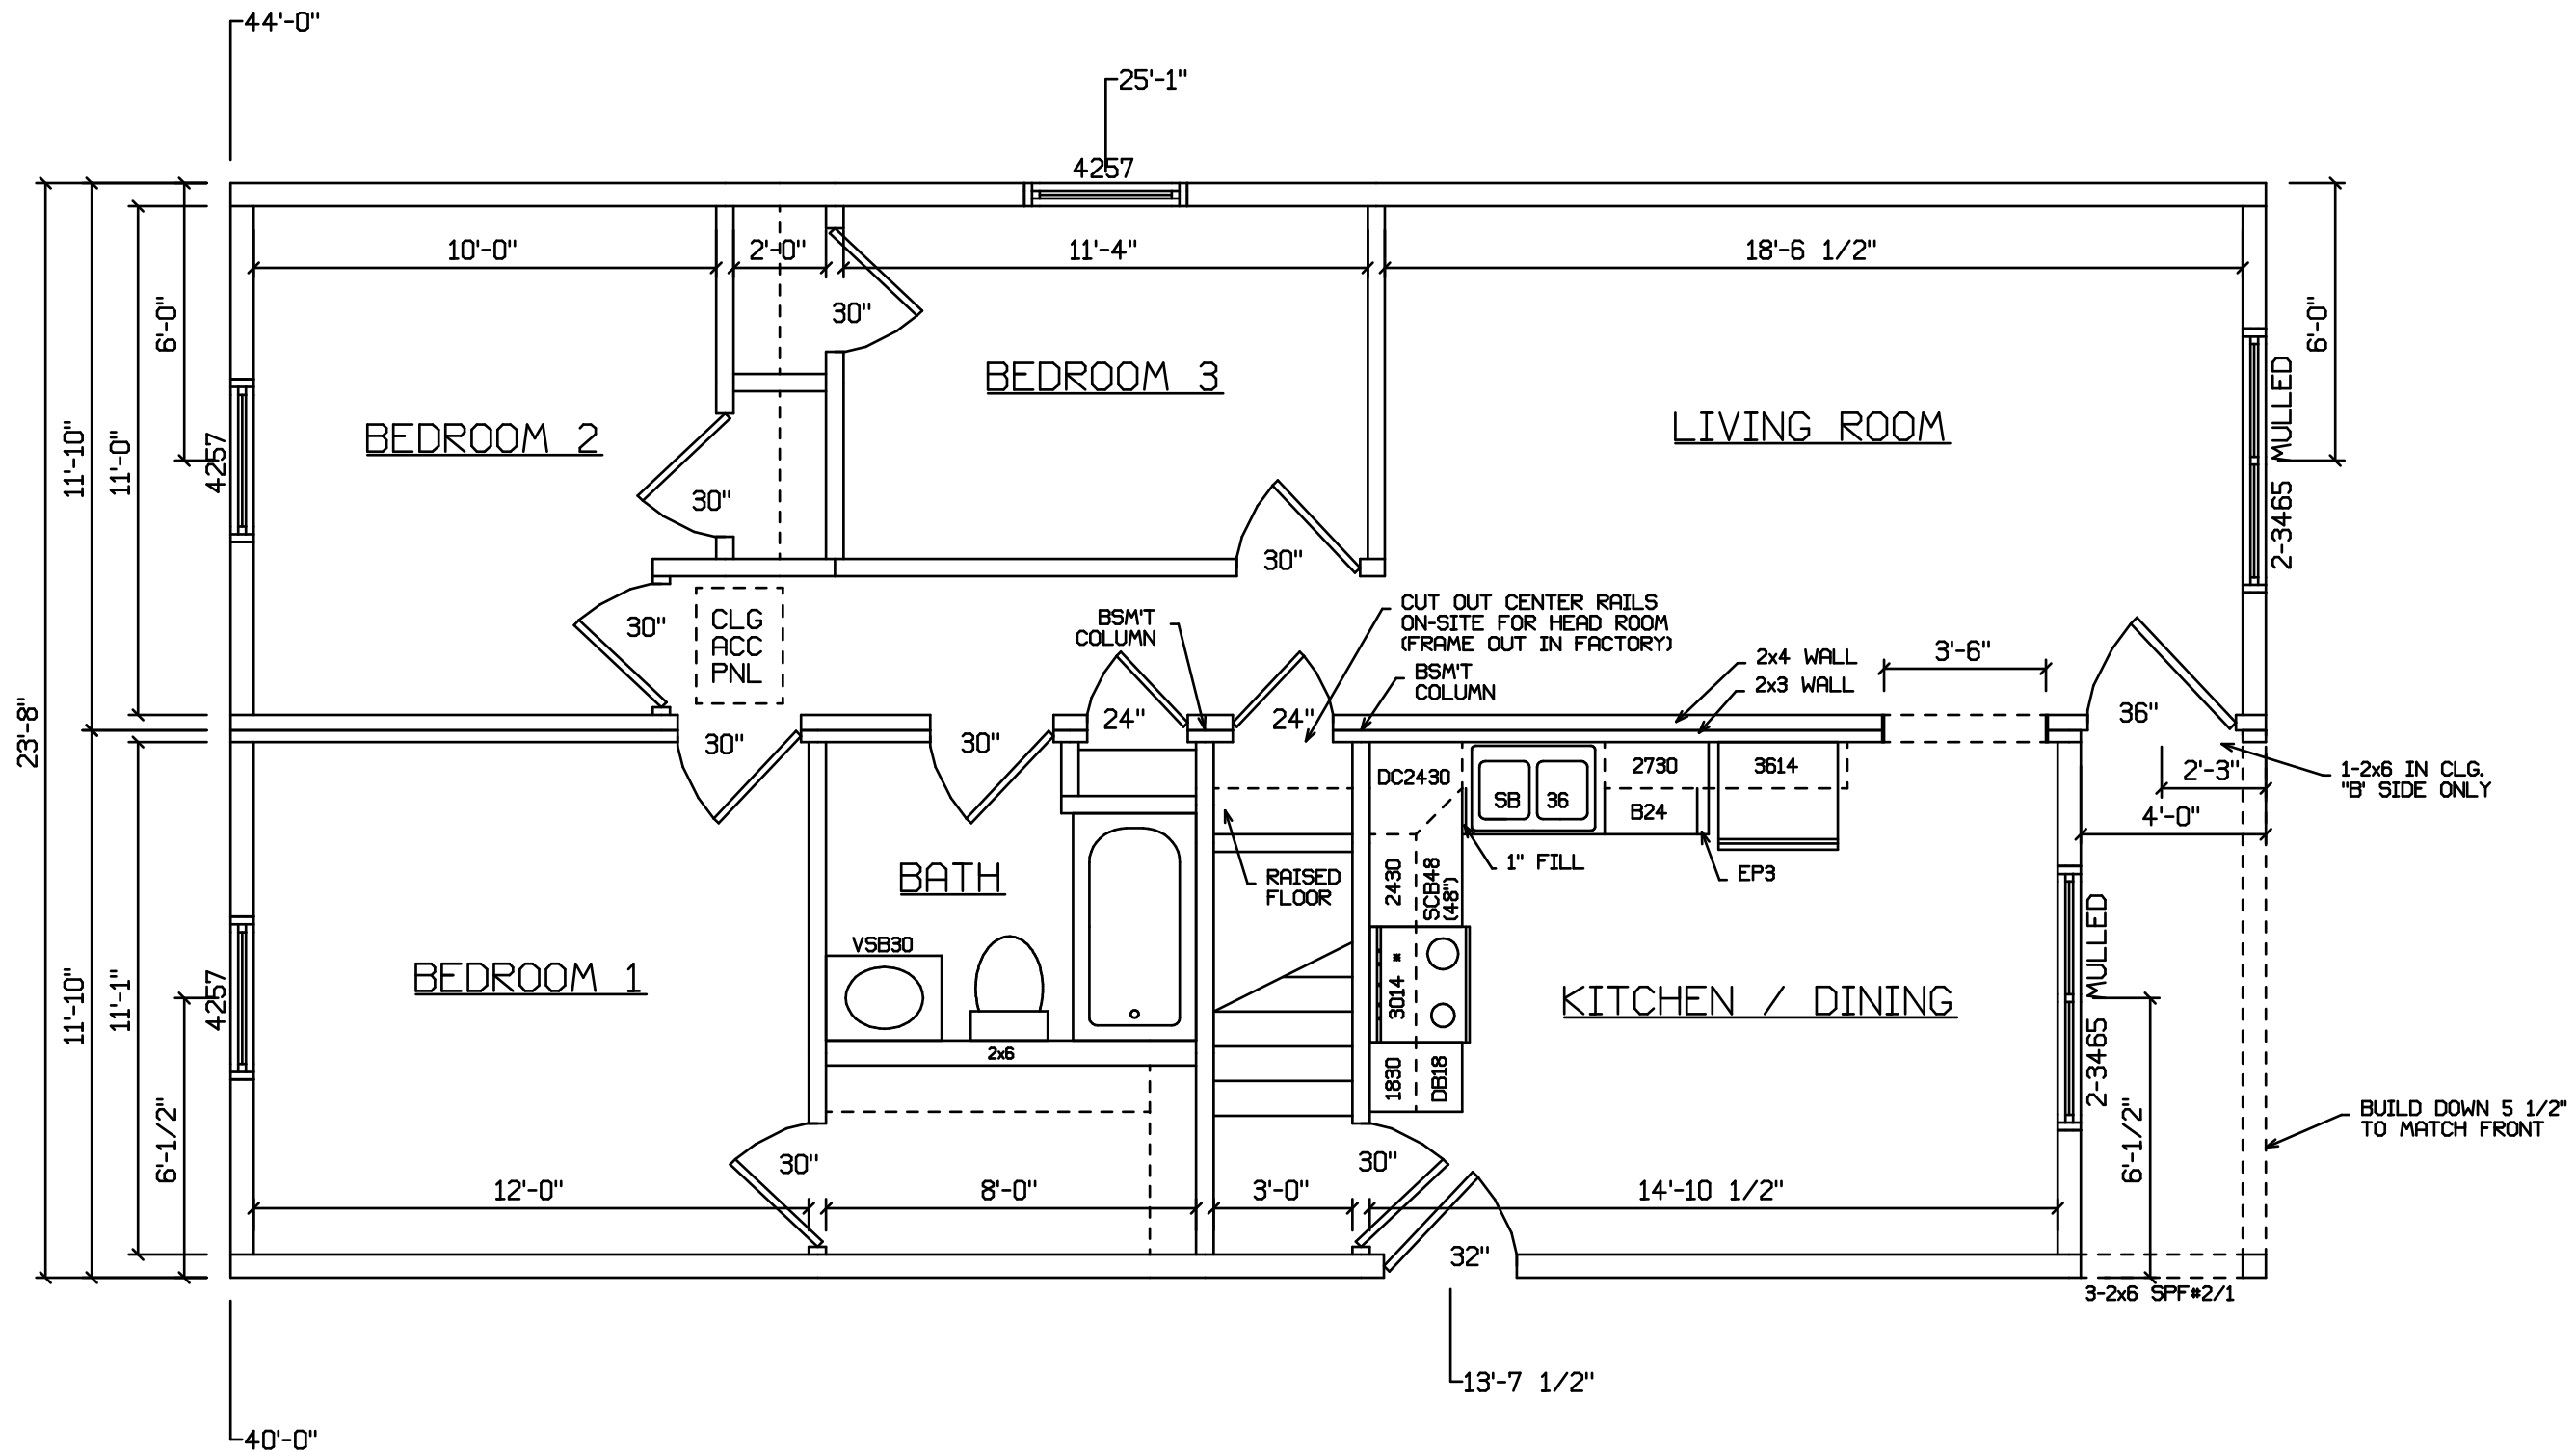 44'-0"
25'-1"
4257
10'-0"
2'-0"
11'-4"
18'-6 1/2"
6'-0"
6'-0"
30"
BEDROOM 3
BEDROOM 2
LIVING ROOM
MULLED
2-3465
11'-10"
11'-0"
4257
30"
30"
30"
CLG
ACC
PNL
BSM'T
COLUMN
CUT OUT CENTER RAILS
ON-SITE FOR HEAD ROOM
(FRAME OUT IN FACTORY)
BSM'T
COLUMN
2x4 WALL
2x3 WALL
3'-6"
23'-8"
30"
30"
24"
24"
36"
2'-3"
4'-0"
1-2x6 IN CLG.
"B' SIDE ONLY
DC2430
SB
36
2730
B24
3614
1" FILL
EP3
RAISED
FLOOR
2430
SCB48
(48")
BATH
VSB30
3014 *
BEDROOM 1
KITCHEN / DINING
MULLED
2-3465
11'-10"
11'-1"
4257
2x6
1830
DB18
6'-1/2"
6'-1/2"
BUILD DOWN 5 1/2"
TO MATCH FRONT
30"
30"
12'-0"
8'-0"
3'-0"
14'-10 1/2"
32"
3-2x6 SPF#2/1
13'-7 1/2"
40'-0"